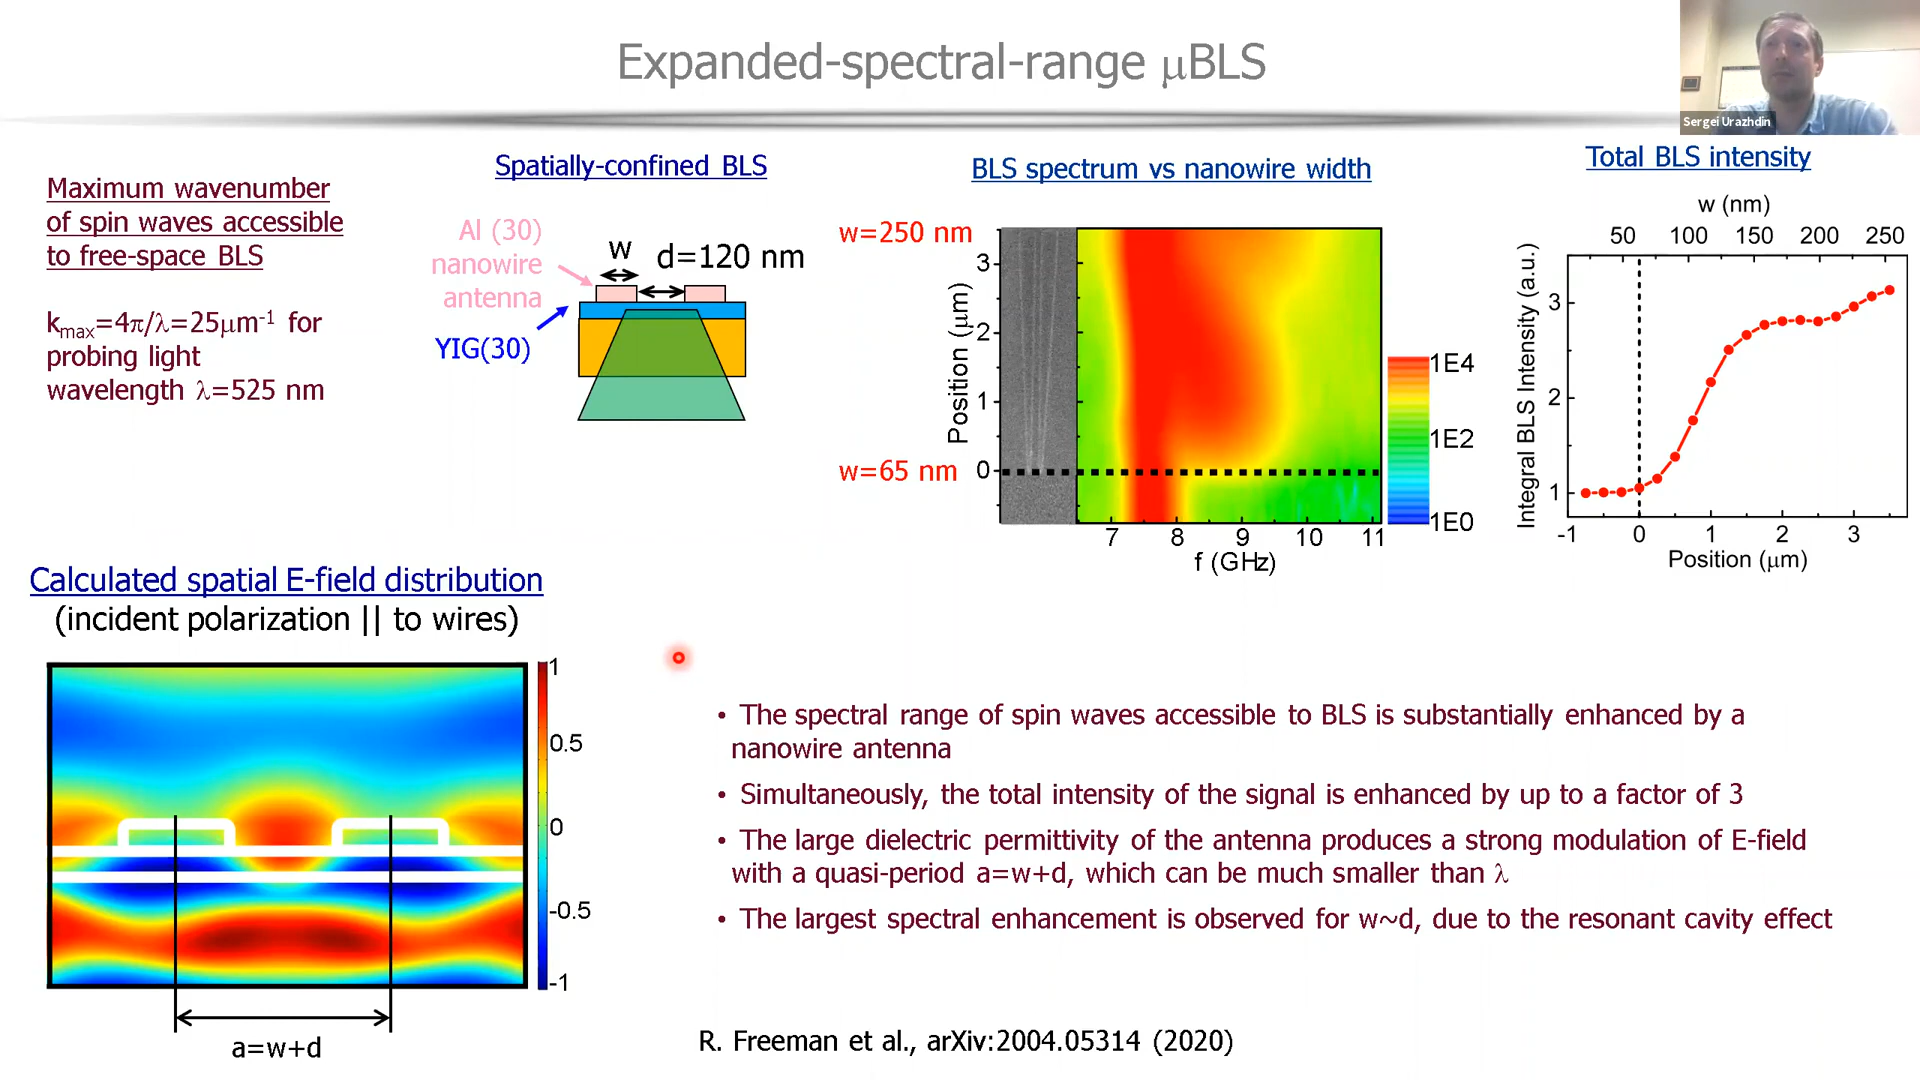 Expanded-spectral-range μBLS
Sergei Urazhdin
Maximum wavenumber
of spin waves accessible
to free-space BLS
kmax=4π/λ=25μm-1 for
probing light
wavelength λ=525 nm
Spatially-confined BLS
Al (30)
nanowire
antenna
w
d=120 nm
YIG(30)
BLS spectrum vs nanowire width
w=250 nm
w=65 nm
Position (μm)
3
2
1
0
7 8 9 10 11
f (GHz)
1E4
1E2
1E0
Total BLS intensity
w (nm)
50 100 150 200 250
Integral BLS Intensity (a.u.)
3
2
1
-1 0 1 2 3
Position (μm)
Calculated spatial E-field distribution
(incident polarization || to wires)
1
0.5
0
-0.5
-1
a=w+d
• The spectral range of spin waves accessible to BLS is substantially enhanced by a
nanowire antenna
• Simultaneously, the total intensity of the signal is enhanced by up to a factor of 3
• The large dielectric permittivity of the antenna produces a strong modulation of E-field
with a quasi-period a=w+d, which can be much smaller than λ
• The largest spectral enhancement is observed for w~d, due to the resonant cavity effect
R. Freeman et al., arXiv:2004.05314 (2020)